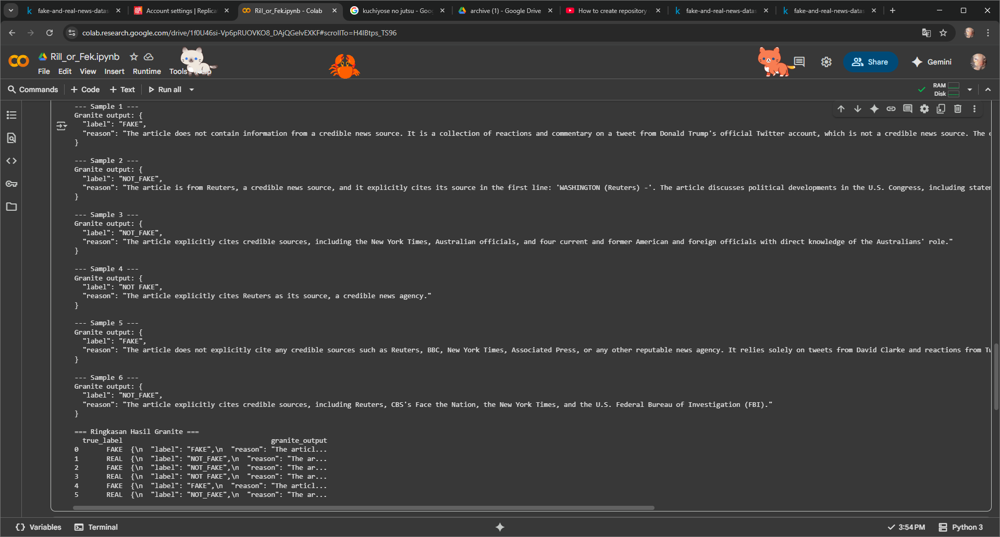 fake-and-real-news-datas
Account settings | Replicat
Rill_or_Fek.ipynb - Colab
kuchiyose no jutsu - Goo
archive (1) - Google Drive
How to create repository
fake-and-real-news-datas
fake-and-real-news-datas
colab.research.google.com/drive/1f0U46si-Vp6pRUOVKO8_DAjQGelvEXKF#scrollTo=H4lBtps_TS96
Rill_or_Fek.ipynb
File Edit View Insert Runtime Tools
Share
Gemini
Commands + Code + Text Run all
RAM
Disk
--- Sample 1 ---
Granite output: {
"label": "FAKE",
"reason": "The article does not contain information from a credible news source. It is a collection of reactions and commentary on a tweet from Donald Trump's official Twitter account, which is not a credible news source. The
}
--- Sample 2 ---
Granite output: {
"label": "NOT_FAKE",
"reason": "The article is from Reuters, a credible news source, and it explicitly cites its source in the first line: 'WASHINGTON (Reuters) -'. The article discusses political developments in the U.S. Congress, including stater
}
--- Sample 3 ---
Granite output: {
"label": "NOT_FAKE",
"reason": "The article explicitly cites credible sources, including the New York Times, Australian officials, and four current and former American and foreign officials with direct knowledge of the Australians' role."
}
--- Sample 4 ---
Granite output: {
"label": "NOT FAKE",
"reason": "The article explicitly cites Reuters as its source, a credible news agency."
}
--- Sample 5 ---
Granite output: {
"label": "FAKE",
"reason": "The article does not explicitly cite any credible sources such as Reuters, BBC, New York Times, Associated Press, or any other reputable news agency. It relies solely on tweets from David Clarke and reactions from
}
--- Sample 6 ---
Granite output: {
"label": "NOT_FAKE",
"reason": "The article explicitly cites credible sources, including Reuters, CBS's Face the Nation, the New York Times, and the U.S. Federal Bureau of Investigation (FBI)."
}
=== Ringkasan Hasil Granite ===
true_label granite_output
0 FAKE {\n "label": "FAKE",\n "reason": "The articl...
1 REAL {\n "label": "NOT_FAKE",\n "reason": "The ar...
2 FAKE {\n "label": "NOT_FAKE",\n "reason": "The ar...
3 REAL {\n "label": "NOT FAKE",\n "reason": "The ar...
4 FAKE {\n "label": "FAKE",\n "reason": "The articl...
5 REAL {\n "label": "NOT_FAKE",\n "reason": "The ar...
{} Variables Terminal
3:54 PM Python 3